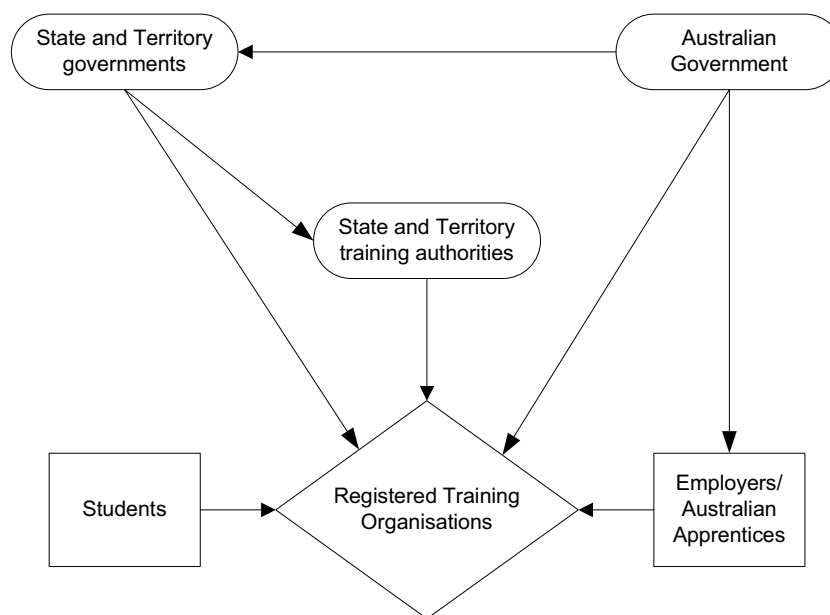 State and Territory
governments
Australian
Government
State and Territory
training authorities
Students
Registered Training
Organisations
Employers/
Australian
Apprentices